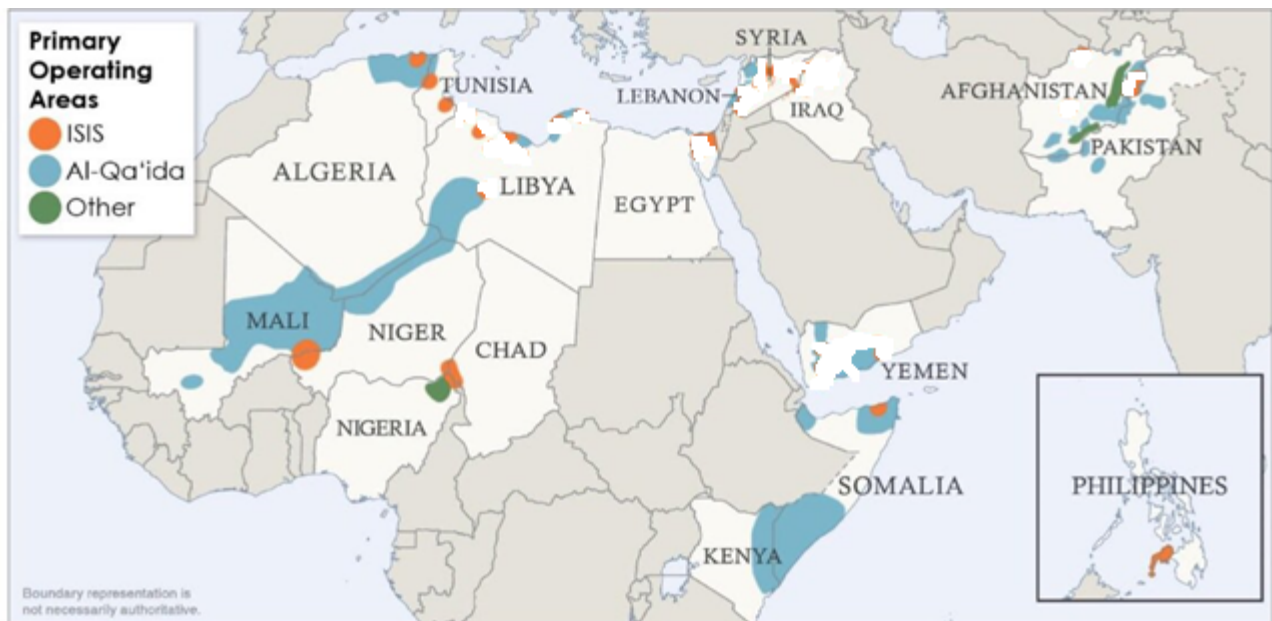 Primary
Operating
Areas
ISIS
Al-Qa‘ida
Other
SYRIA
TUNISIA
LEBANON
IRAQ
AFGHANISTAN
PAKISTAN
ALGERIA
LIBYA
EGYPT
MALI
NIGER
CHAD
YEMEN
NIGERIA
SOMALIA
PHILIPPINES
KENYA
Boundary representation is
not necessarily authoritative.